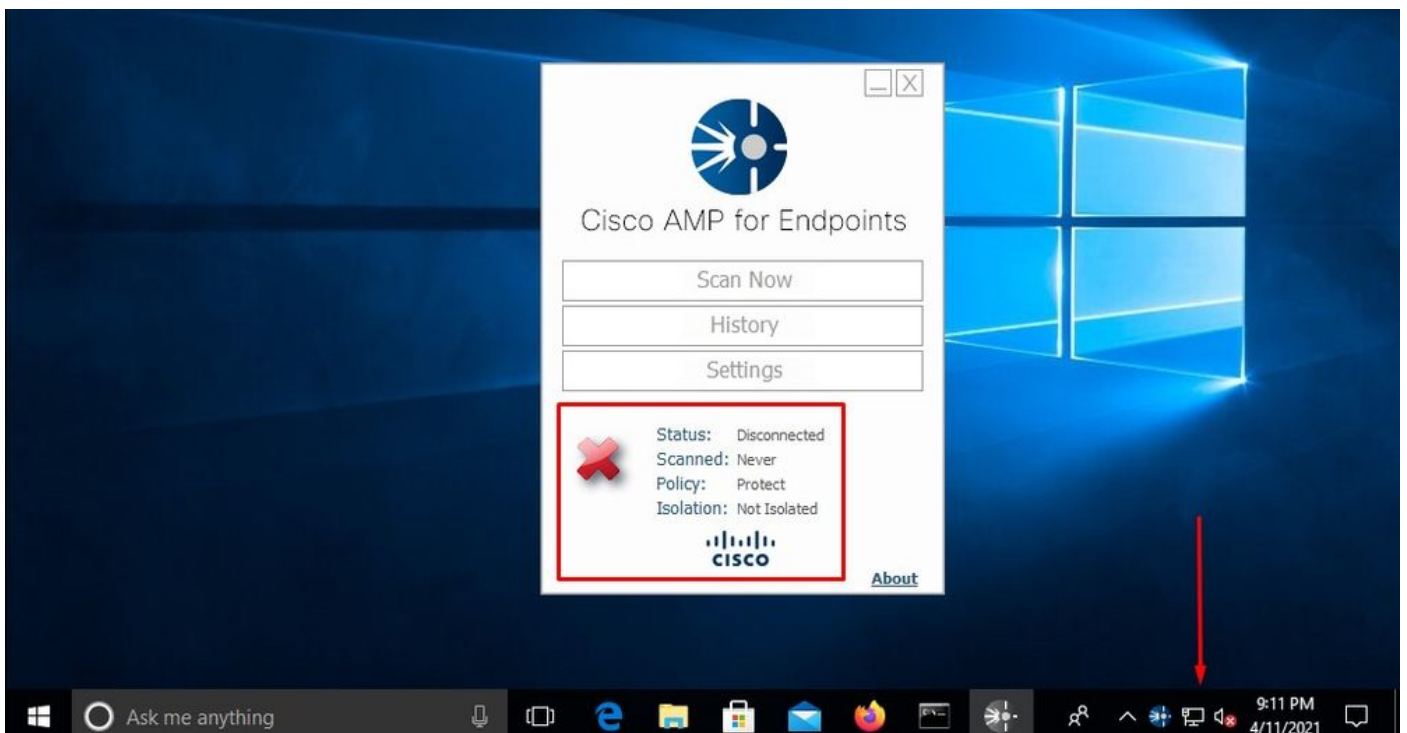 Cisco AMP for Endpoints
Scan Now
History
Settings
Status: Disconnected
Scanned: Never
Policy: Protect
Isolation: Not Isolated
CISCO
About
Ask me anything
9:11 PM
4/11/2021